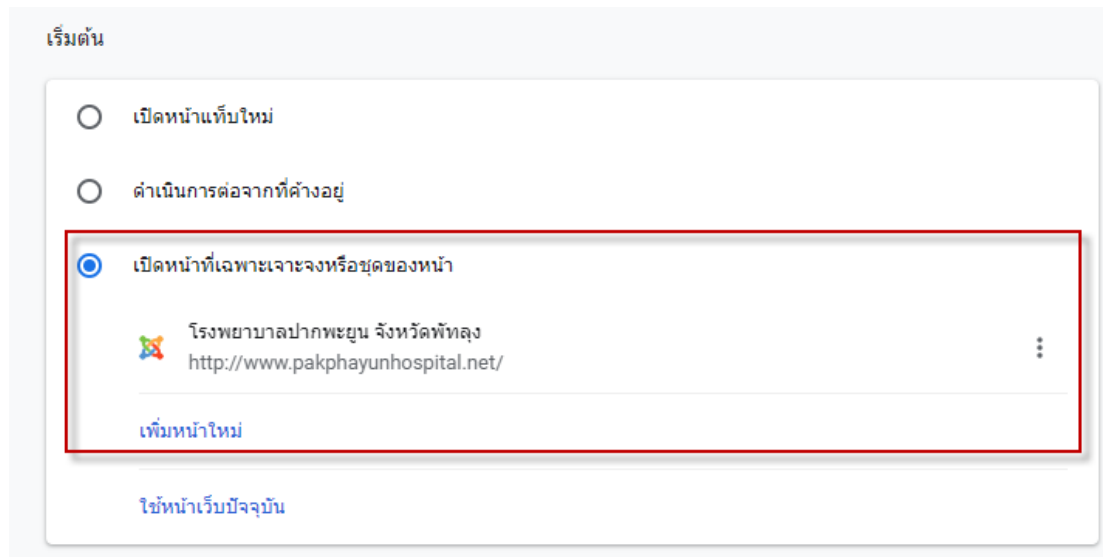 เริ่มต้น
เปิดหน้าแท็บใหม่
ดำเนินการต่อจากที่ค้างอยู่
เปิดหน้าที่เฉพาะเจาะจงหรือชุดของหน้า
โรงพยาบาลปากพะยูน จังหวัดพัทลุง
http://www.pakphayunhospital.net/
เพิ่มหน้าใหม่
ใช้หน้าเว็บปัจจุบัน